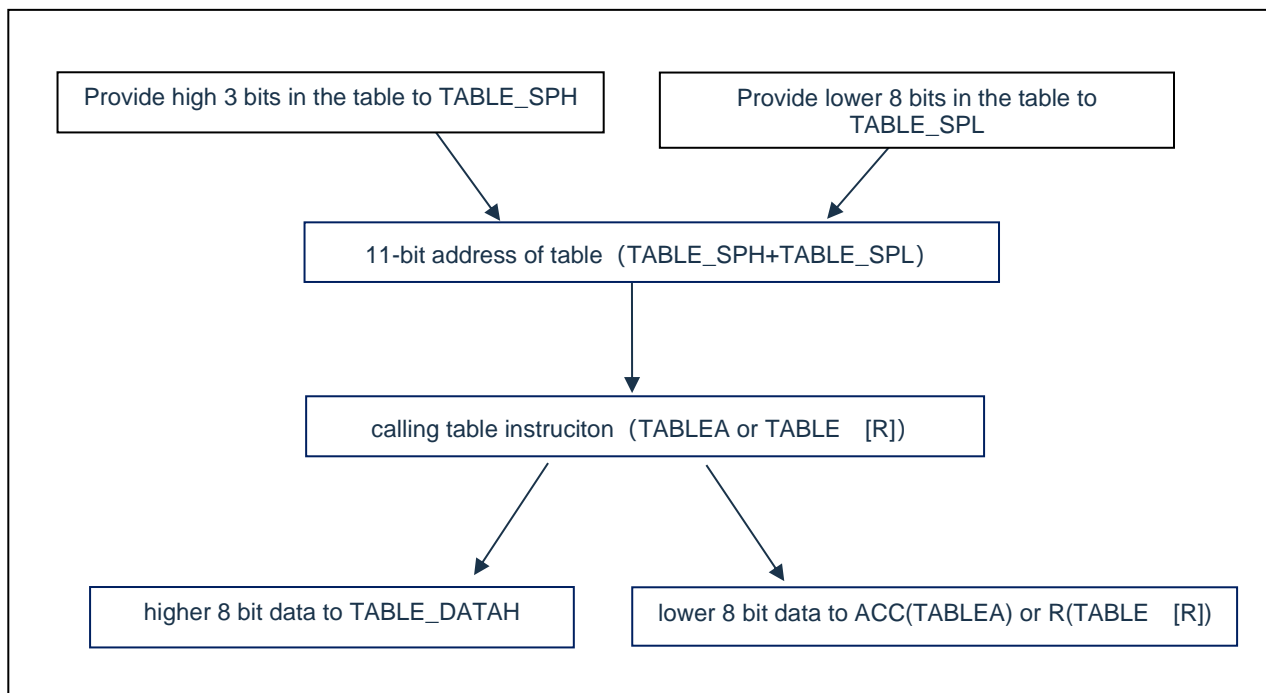 Provide high 3 bits in the table to TABLE_SPH
Provide lower 8 bits in the table to
TABLE_SPL
11-bit address of table（TABLE_SPH+TABLE_SPL）
calling table instruciton（TABLEA or TABLE [R]）
higher 8 bit data to TABLE_DATAH
lower 8 bit data to ACC(TABLEA) or R(TABLE [R])